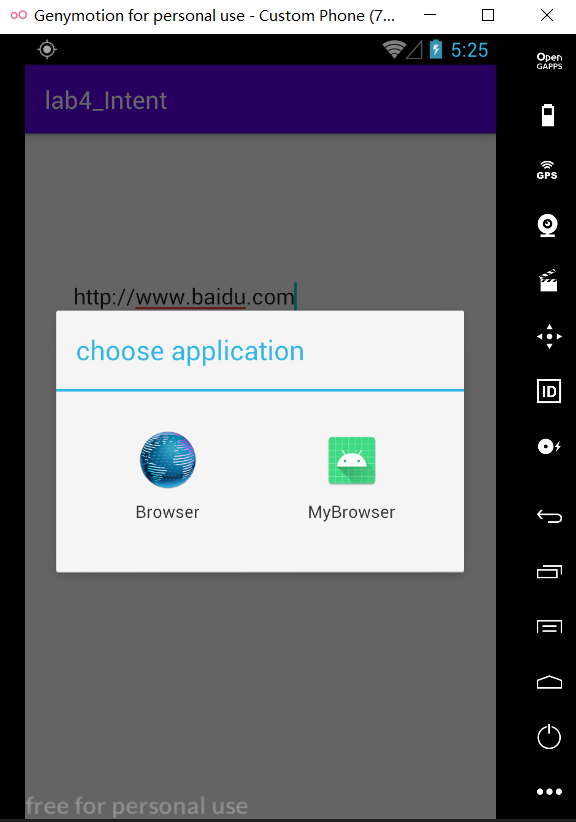 Genymotion for personal use - Custom Phone (7...
5:25
Open
GAPPS
lab4_Intent
GPS
http://www.baidu.com
choose application
ID
Browser
MyBrowser
free for personal use